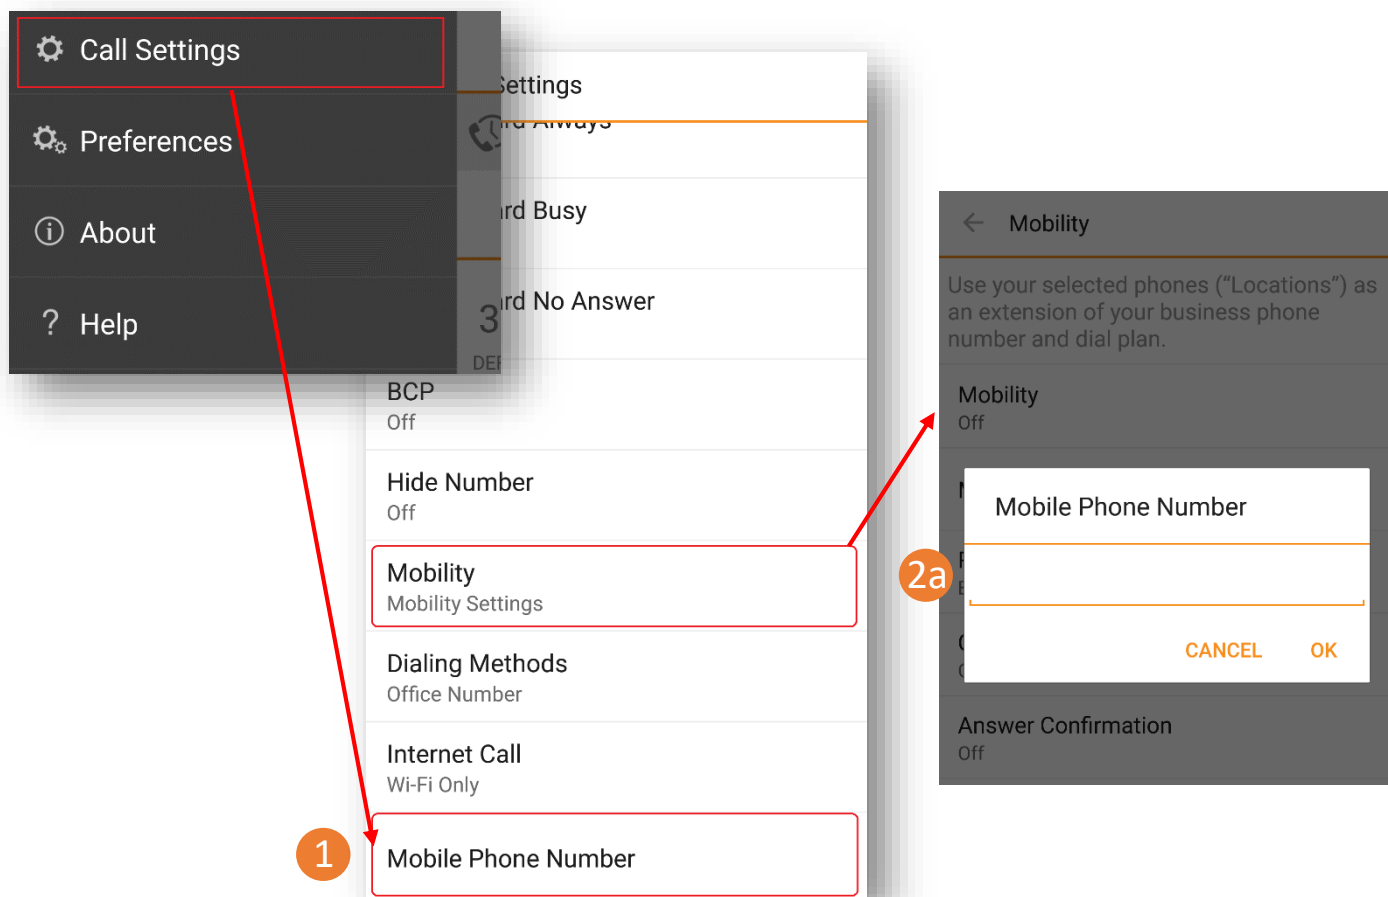 Call Settings
Preferences
About
Help
3
Settings
Always
Busy
No Answer
BCP
Off
Hide Number
Off
Mobility
Mobility Settings
Dialing Methods
Office Number
Internet Call
Wi-Fi Only
1
Mobile Phone Number
Mobility
Use your selected phones (“Locations”) as
an extension of your business phone
number and dial plan.
Mobility
Off
2a
Mobile Phone Number
CANCEL OK
Answer Confirmation
Off